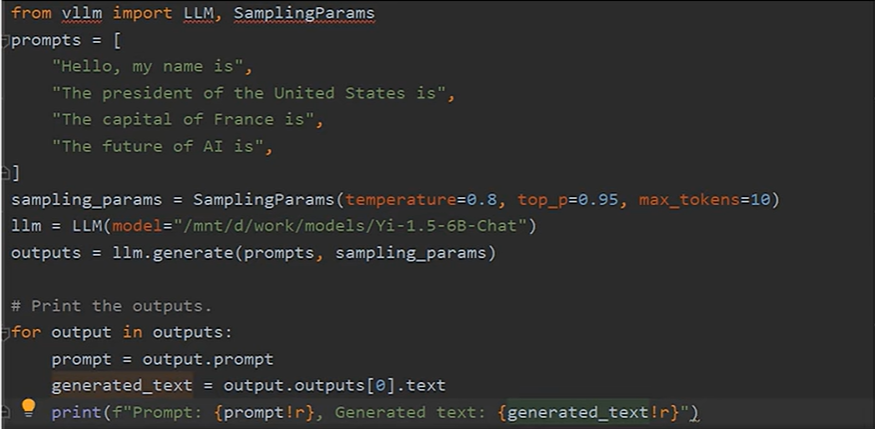 from vllm import LLM, SamplingParams
prompts = [
    "Hello, my name is",
    "The president of the United States is",
    "The capital of France is",
    "The future of AI is",
]
sampling_params = SamplingParams(temperature=0.8, top_p=0.95, max_tokens=10)
llm = LLM(model="/mnt/d/work/models/Yi-1.5-6B-Chat")
outputs = llm.generate(prompts, sampling_params)

# Print the outputs.
for output in outputs:
    prompt = output.prompt
    generated_text = output.outputs[0].text
    print(f"Prompt: {prompt!r}, Generated text: {generated_text!r}")